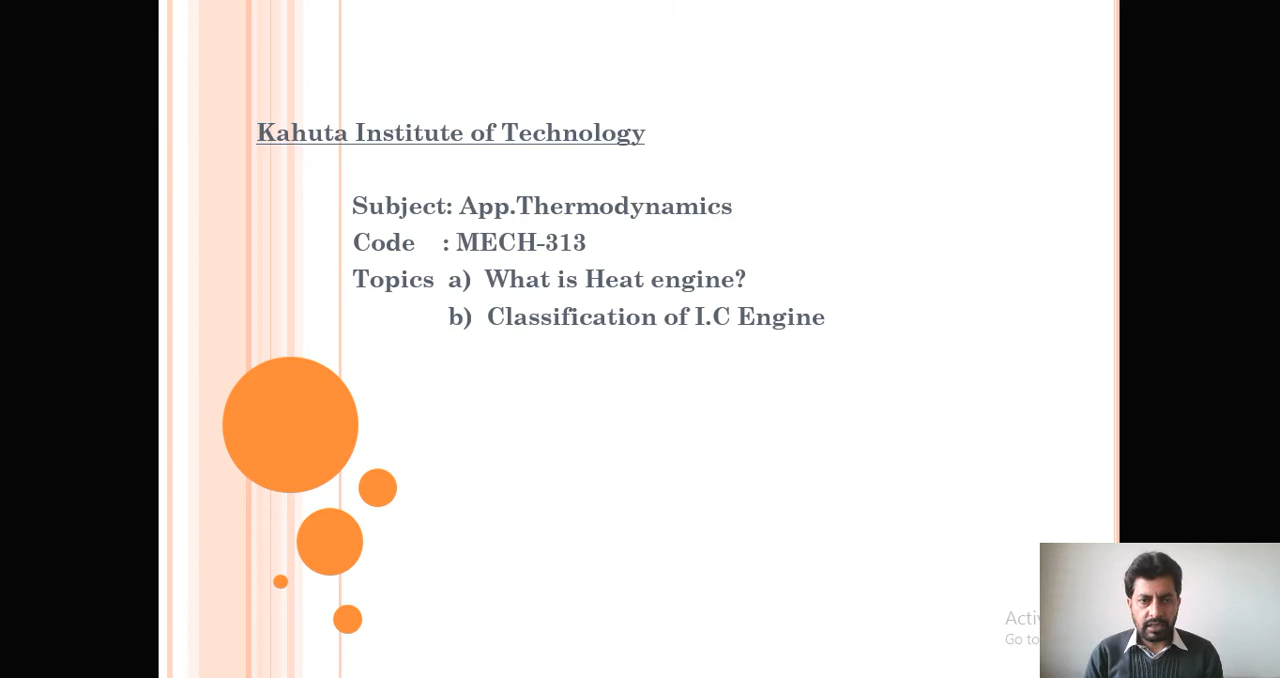 Kahuta Institute of Technology
Subject: App.Thermodynamics
Code : MECH-313
Topics a) What is Heat engine?
b) Classification of I.C Engine
Go to